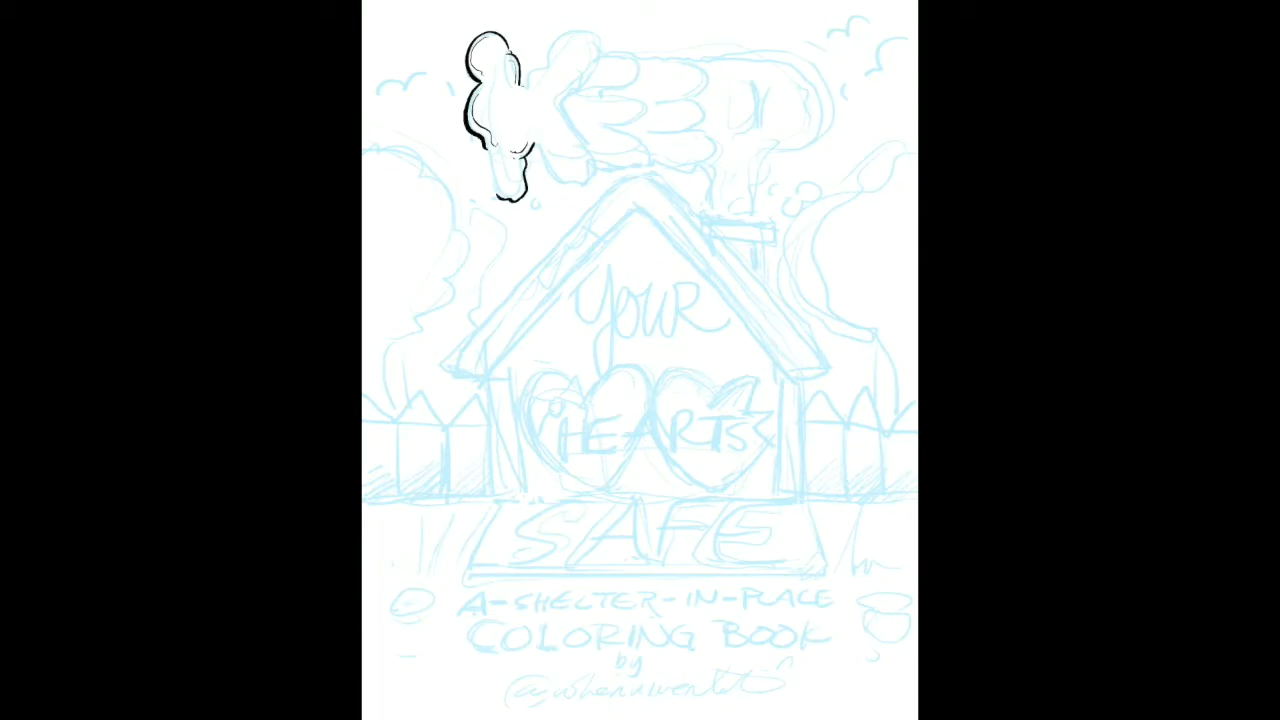 KEEP
your
HEARTS
SAFE
A-SHELTER-IN-PLACE
COLORING BOOK
by